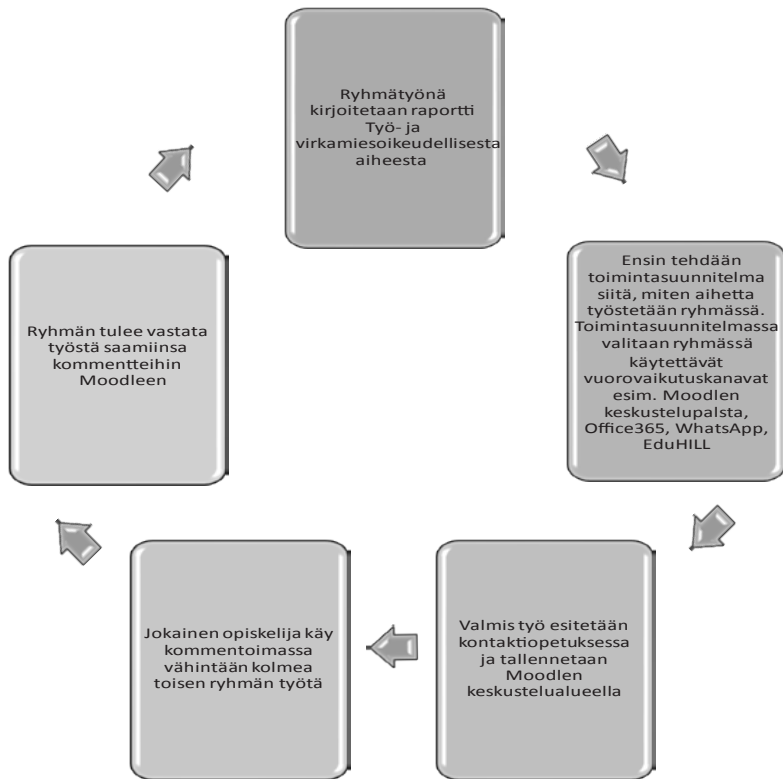 Ryhmätyönä
kirjoitetaan raportti
Työ- ja
virkamiesoikeudellisesta
aiheesta
Ensin tehdään
toimintasuunnitelma
siitä, miten aihetta
työstetään ryhmässä.
Toimintasuunnitelmassa
valitaan ryhmässä
käytettävät
vuorovaikutuskanavat
esim. Moodlen
keskustelupalsta,
Office365, WhatsApp,
EduHILL
Valmis työ esitetään
kontaktiopetuksessa
ja tallennetaan
Moodlen
keskustelualueella
Jokainen opiskelija käy
kommentoimassa
vähintään kolmea
toisen ryhmän työtä
Ryhmän tulee vastata
työstä saamiinsa
kommentteihin
Moodleen